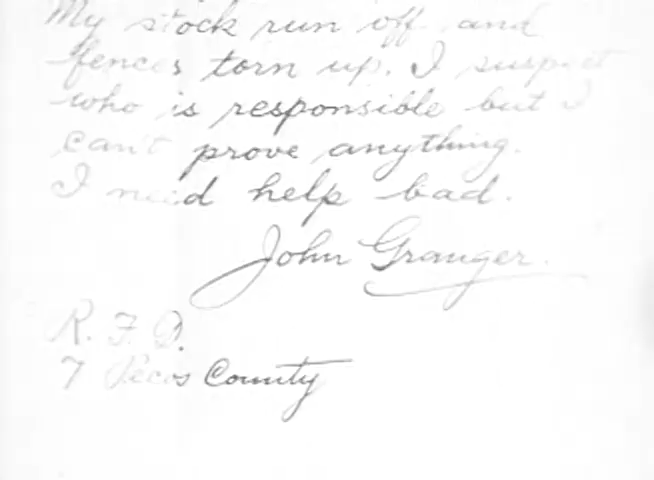 My stock run off and
fences torn up. I suspect
who is responsible but I
can't prove anything.
I need help bad.
John Granger.
R. F. D.
7 Pecos County